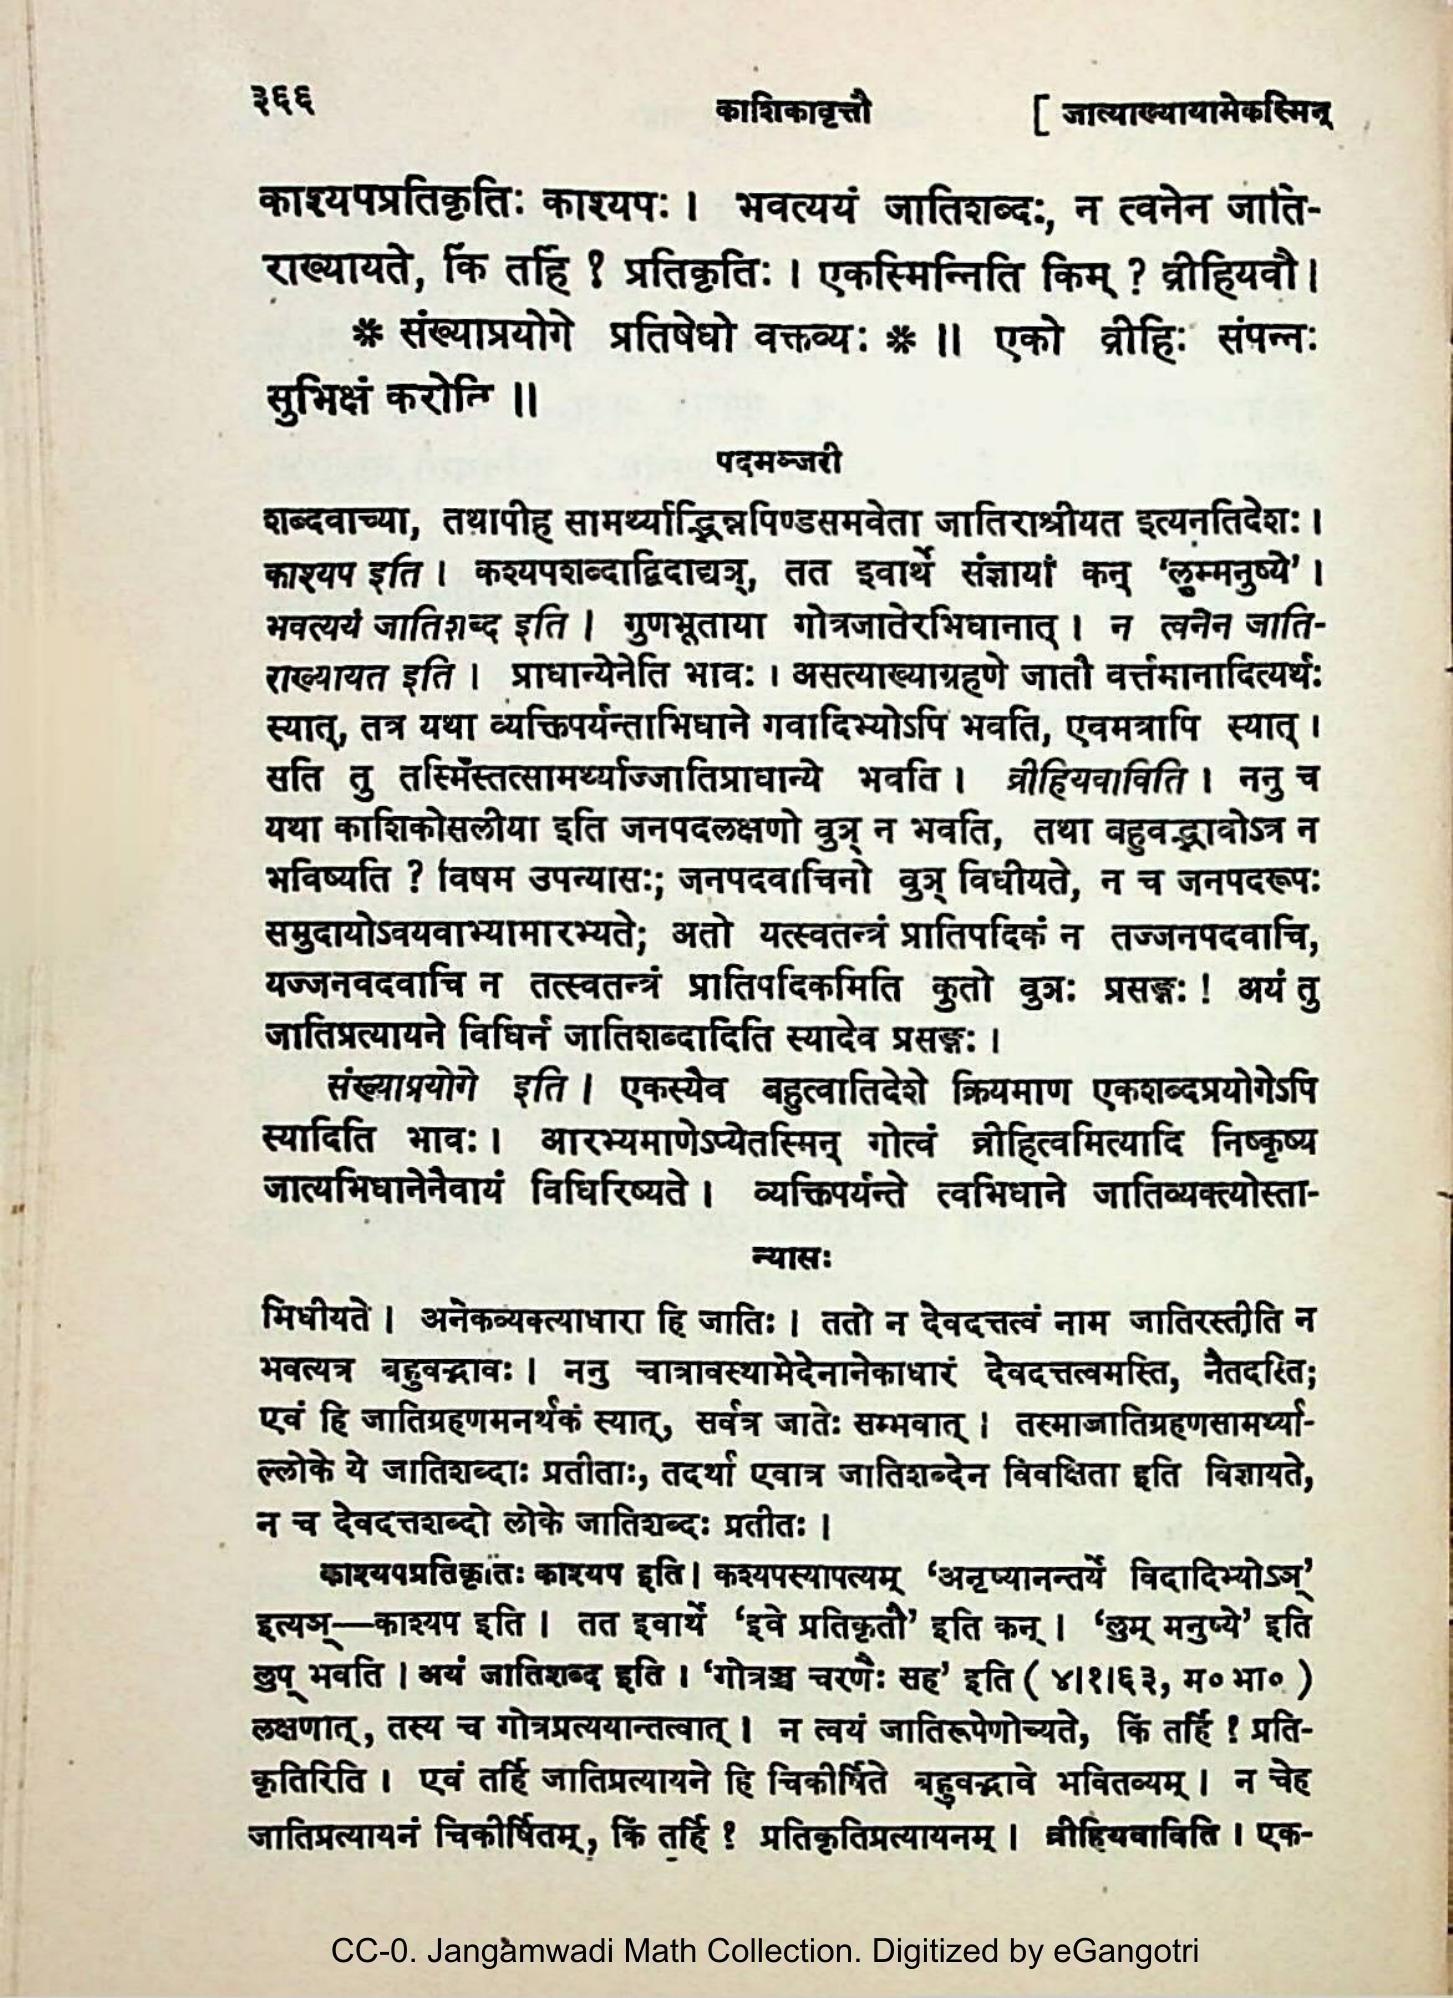 ३६६ काशिकावृत्तौ [ जात्याख्यायामेकस्मिन्
काश्यपप्रतिकृतिः काश्यपः । भवत्ययं जातिशब्दः, न त्वनेन जाति-
राख्यायते, किं तर्हि ? प्रतिकृतिः । एकस्मिन्निति किम् ? व्रीहियवौ ।
* संख्याप्रयोगे प्रतिषेधो वक्तव्यः * ॥ एको व्रीहिः संपन्नः
सुभिक्षं करोति ॥
पदमञ्जरी
शब्दवाच्या, तथापीह सामर्थ्याद्भिन्नपिण्डसमवेता जातिराश्रीयत इत्यनतिदेशः ।
काश्यप इति । कश्यपशब्दाद्विदाद्यञ्, तत इवार्थे संज्ञायां कन् ‘लुम्मनुष्ये’ ।
भवत्ययं जातिशब्द इति । गुणभूताया गोत्रजातेरभिधानात् । न त्वनेन जाति-
राख्यायत इति । प्राधान्येनेति भावः । असत्याख्याग्रहणे जातौ वर्त्तमानादित्यर्थः
स्यात्, तत्र यथा व्यक्तिपर्यन्ताभिधाने गवादिभ्योऽपि भवति, एवमत्रापि स्यात् ।
सति तु तस्मिंस्तत्सामर्थ्याज्जातिप्राधान्ये भवति । व्रीहियवाविति । ननु च
यथा काशिकोसलीया इति जनपदलक्षणो वुञ् न भवति, तथा बहुवद्भावोऽत्र न
भविष्यति ? विषम उपन्यासः; जनपदवाचिनो वुञ् विधीयते, न च जनपदरूपः
समुदायोऽवयवाभ्यामारभ्यते; अतो यत्स्वतन्त्रं प्रातिपदिकं न तज्जनपदवाचि,
यज्जनवदवाचि न तत्स्वतन्त्रं प्रातिपदिकमिति कुतो वुञः प्रसङ्गः ! अयं तु
जातिप्रत्यायने विधिर्न जातिशब्दादिति स्यादेव प्रसङ्गः ।
संख्याप्रयोगे इति । एकस्यैव बहुत्वातिदेशे क्रियमाण एकशब्दप्रयोगेऽपि
स्यादिति भावः । आरभ्यमाणेऽप्येतस्मिन् गोत्वं व्रीहित्वमित्यादि निष्कृष्य
जात्यभिधानेनैवायं विधिरिष्यते । व्यक्तिपर्यन्ते त्वभिधाने जातिव्यक्त्योस्ता-
न्यासः
भिधीयते । अनेकव्यक्त्याधारा हि जातिः । ततो न देवदत्तत्वं नाम जातिरस्तीति न
भवत्यत्र बहुवद्भावः । ननु चात्रावस्थाभेदेनानेकाधारं देवदत्तत्वमस्ति, नैतदस्ति;
एवं हि जातिग्रहणमनर्थकं स्यात्, सर्वत्र जातेः सम्भवात् । तस्माज्जातिग्रहणसामर्थ्या-
ल्लोके ये जातिशब्दाः प्रतीताः, तदर्था एवात्र जातिशब्देन विवक्षिता इति विज्ञायते,
न च देवदत्तशब्दो लोके जातिशब्दः प्रतीतः ।
काश्यपप्रतिकृतिः काश्यप इति । कश्यपस्यापत्यम् ‘अनृष्यानन्तर्ये विदादिभ्योऽञ्’
इत्यञ्—काश्यप इति । तत इवार्थे ‘इवे प्रतिकृतौ’ इति कन् । ‘लुम् मनुष्ये’ इति
लुप् भवति । अयं जातिशब्द इति । ‘गोत्रञ्च चरणैः सह’ इति ( ४।१।६३, म० भा० )
लक्षणात्, तस्य च गोत्रप्रत्ययान्तत्वात् । न त्वयं जातिरूपेणोच्यते, किं तर्हि ? प्रति-
कृतिरिति । एवं तर्हि जातिप्रत्यायने हि चिकीर्षिते बहुवद्भावे भवितव्यम् । न चेह
जातिप्रत्यायनं चिकीर्षितम्, किं तर्हि ? प्रतिकृतिप्रत्यायनम् । व्रीहियवाविति । एक-
CC-0. Jangamwadi Math Collection. Digitized by eGangotri